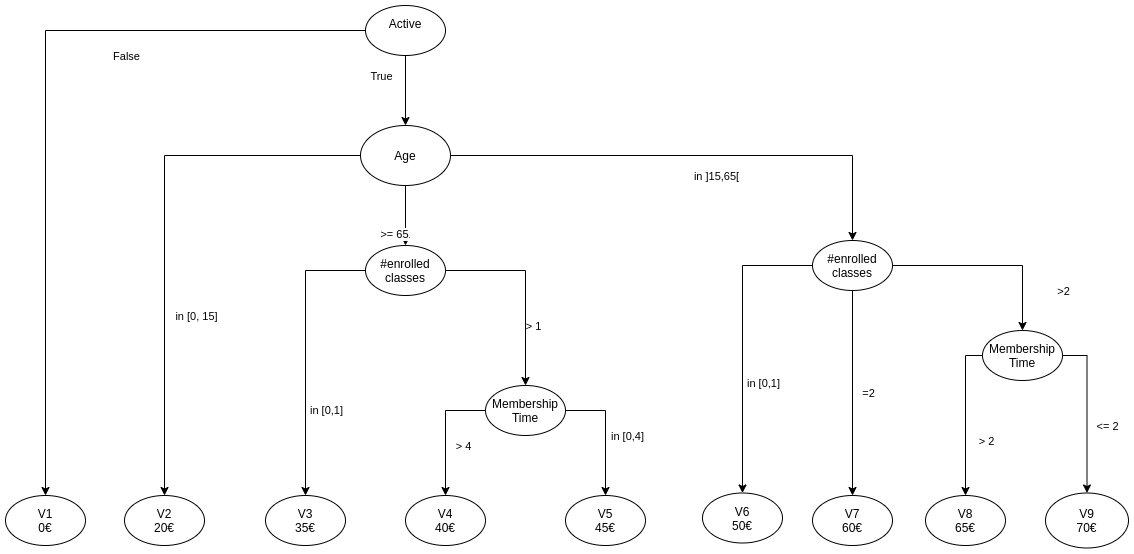 Active
False
True
Age
in ]15,65[
>= 65
#enrolled
classes
#enrolled
classes
>2
in [0, 15]
> 1
Membership
Time
in [0,1]
=2
Membership
Time
in [0,1]
> 4
in [0,4]
> 2
<= 2
V1
0€
V2
20€
V3
35€
V4
40€
V5
45€
V6
50€
V7
60€
V8
65€
V9
70€